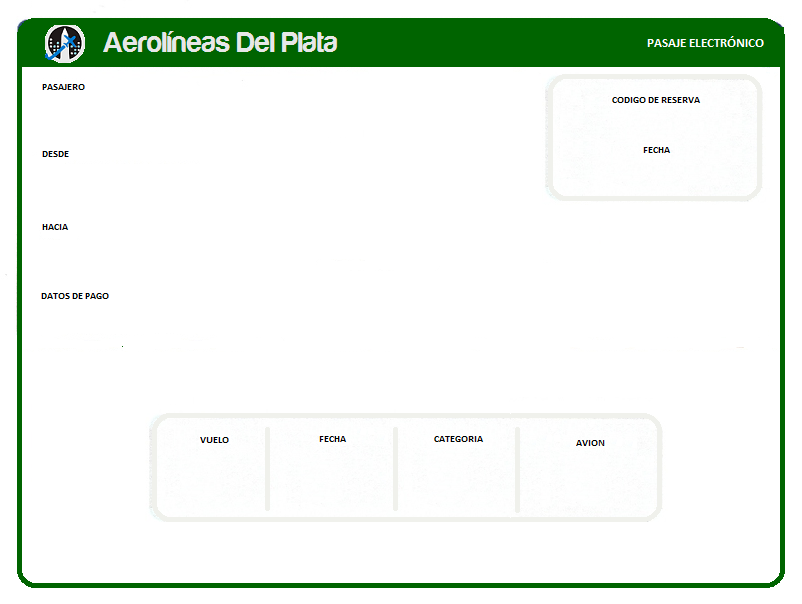 Aerolíneas Del Plata
PASAJE ELECTRÓNICO
PASAJERO
CODIGO DE RESERVA
FECHA
DESDE
HACIA
DATOS DE PAGO
VUELO
FECHA
CATEGORIA
AVION